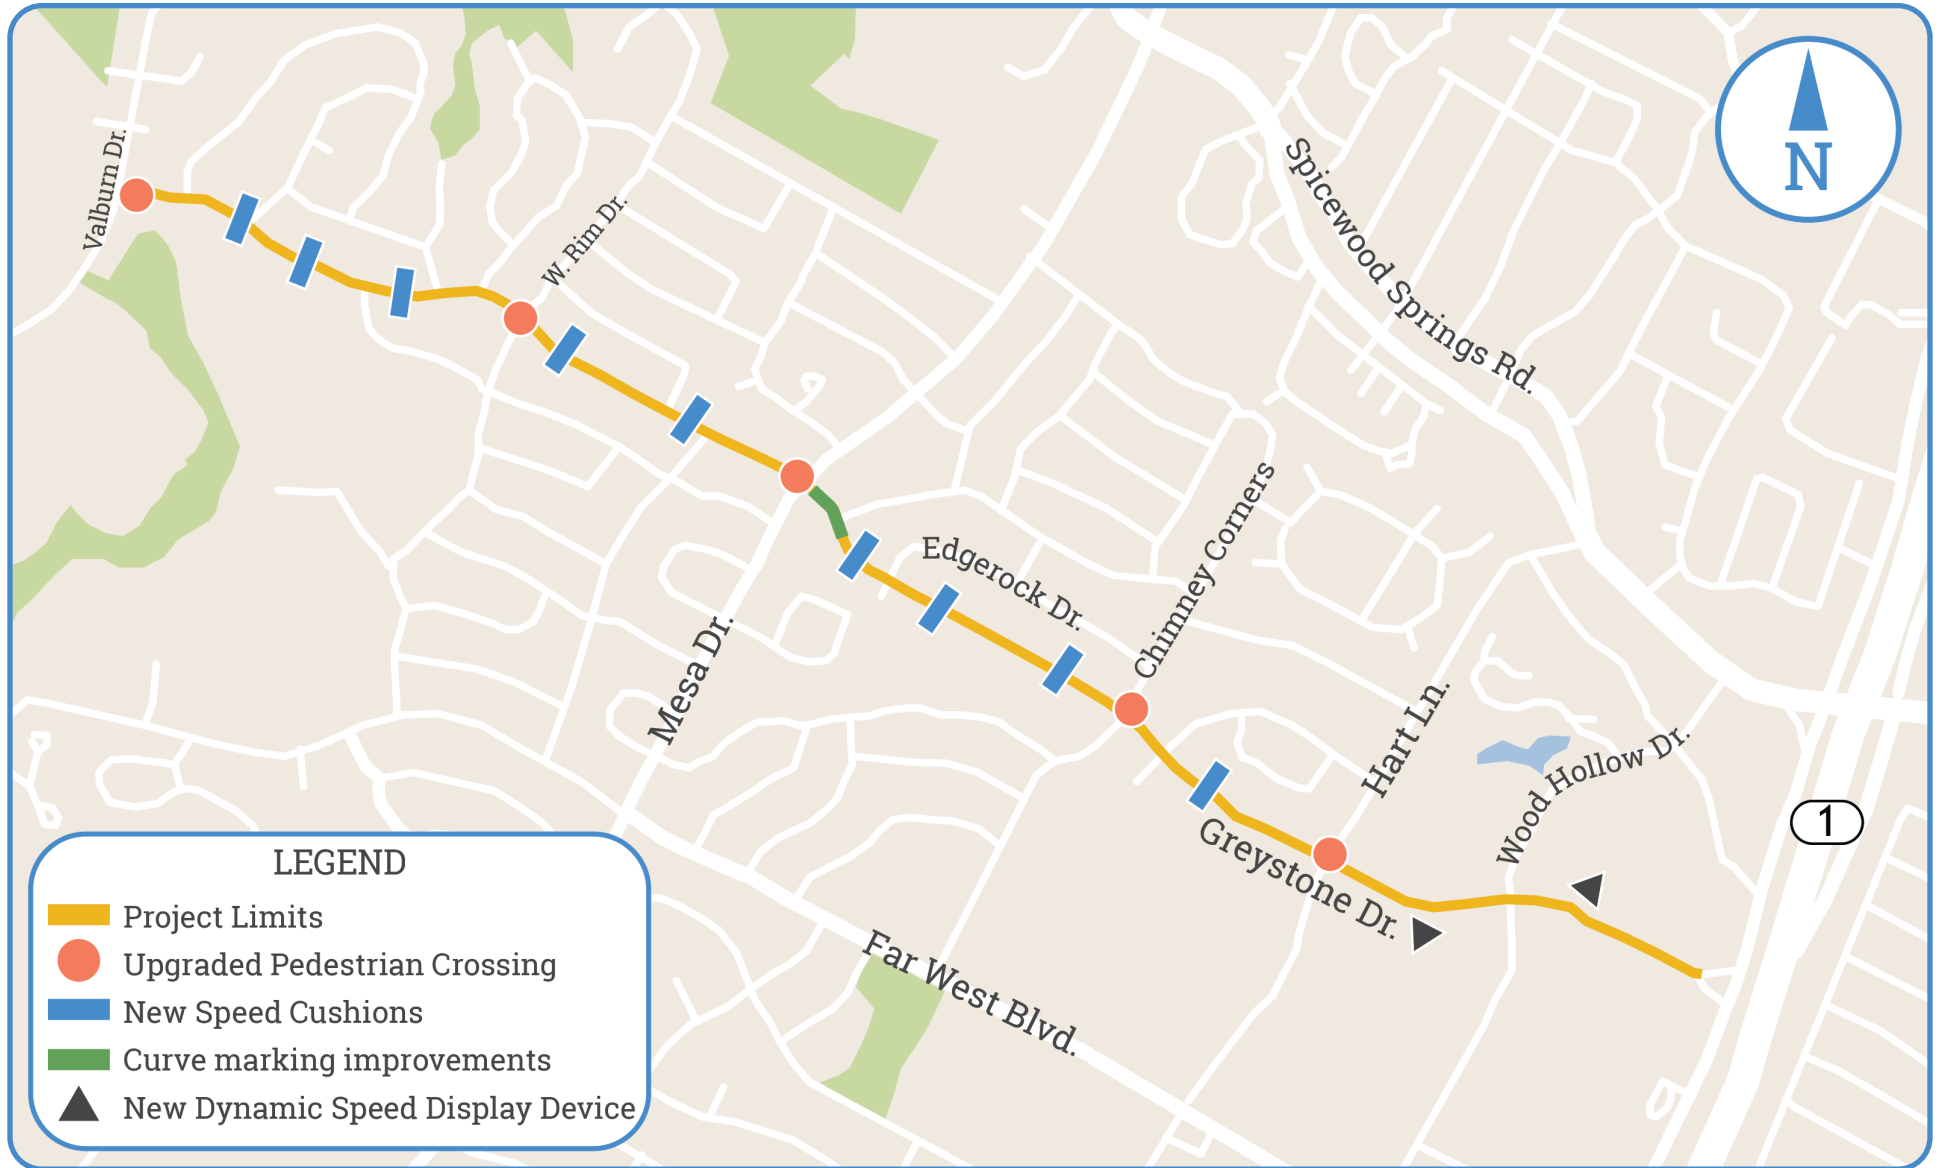 Valburn Dr.
W. Rim Dr.
Spicewood Springs Rd.
N
Edgerock Dr.
Chimney Corners
Mesa Dr.
Hart Ln.
Wood Hollow Dr.
1
Greystone Dr.
Far West Blvd.
LEGEND
Project Limits
Upgraded Pedestrian Crossing
New Speed Cushions
Curve marking improvements
New Dynamic Speed Display Device